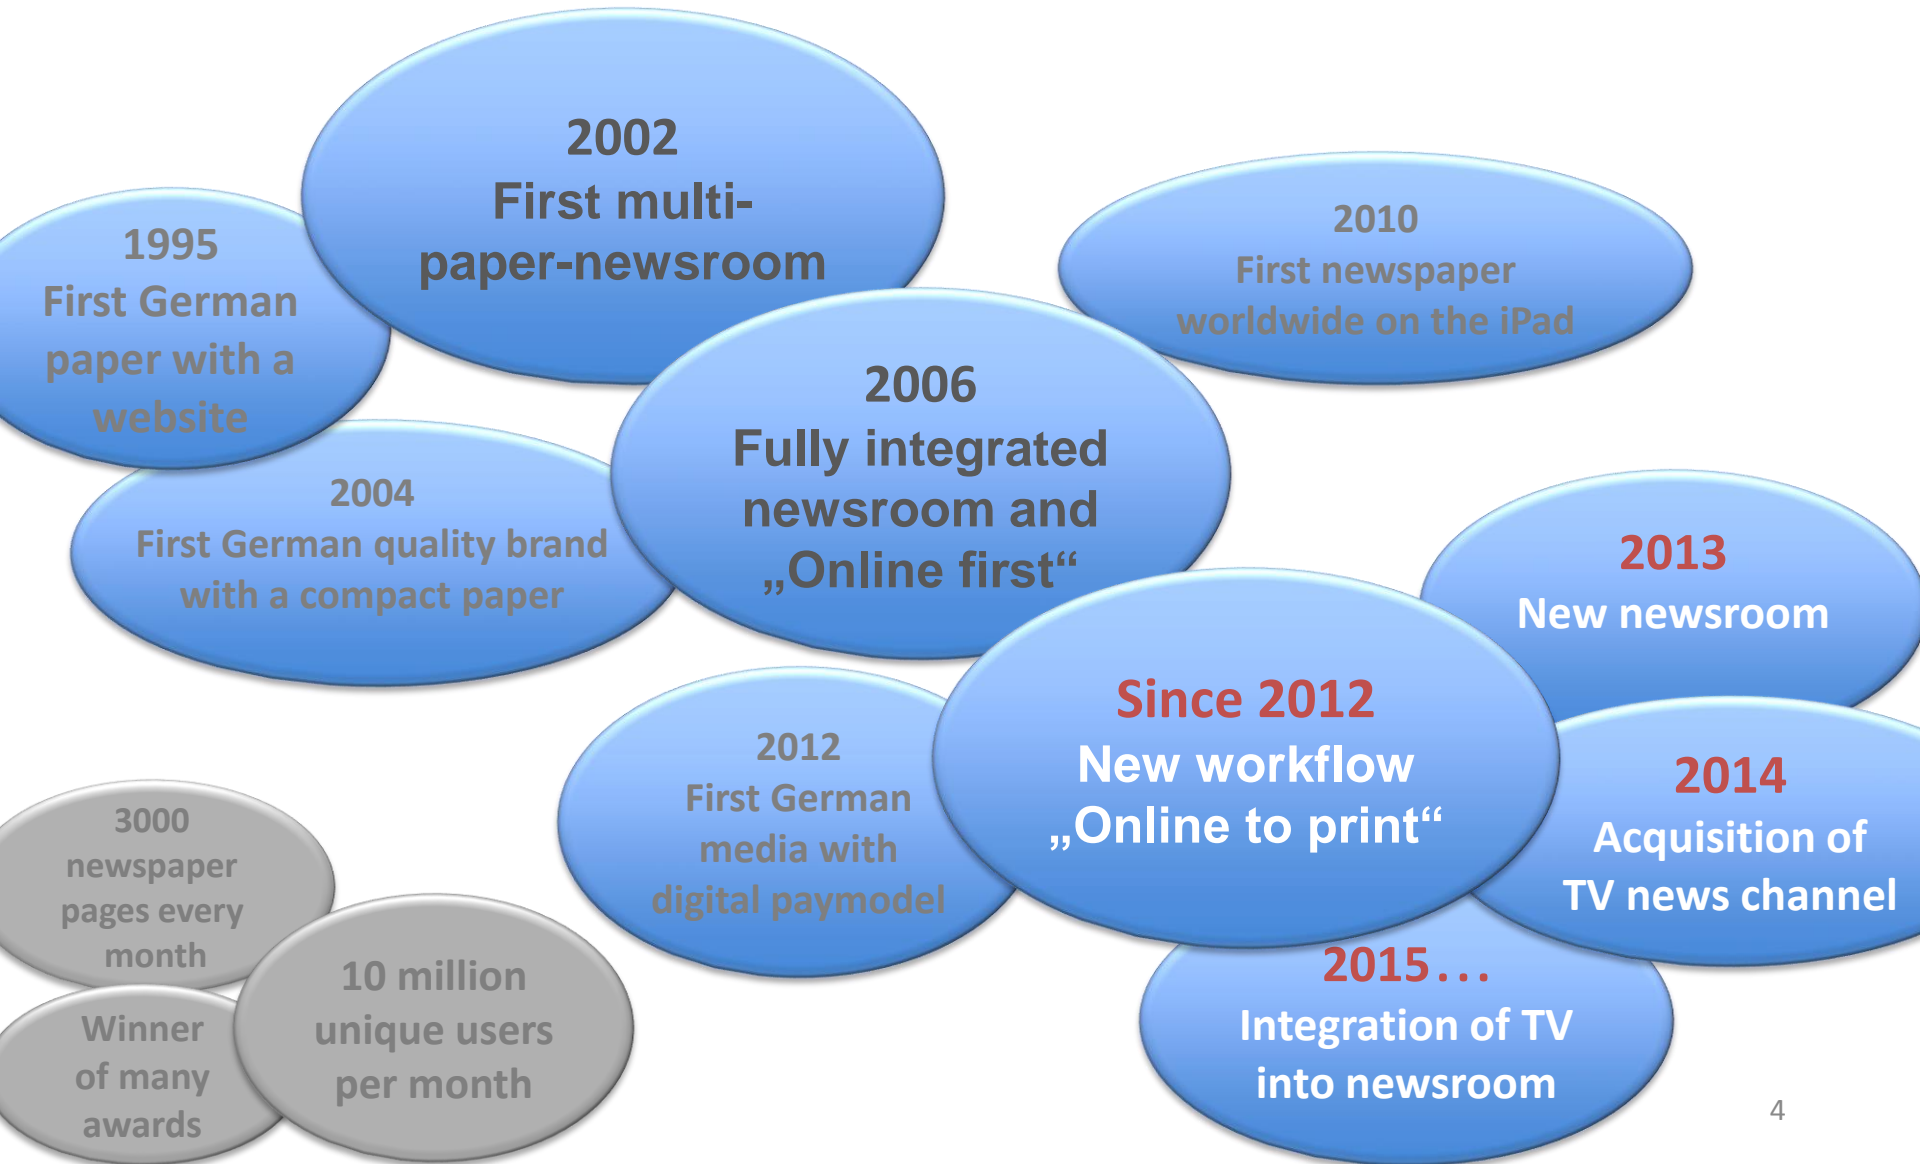 2002
First multi-
paper-newsroom
1995
First German
paper with a
website
2010
First newspaper
worldwide on the iPad
2006
Fully integrated
newsroom and
„Online first“
2004
First German quality brand
with a compact paper
2013
New newsroom
Since 2012
New workflow
„Online to print“
2012
First German
media with
digital paymodel
2014
Acquisition of
TV news channel
3000
newspaper
pages every
month
10 million
unique users
per month
Winner
of many
awards
2015…
Integration of TV
into newsroom
4